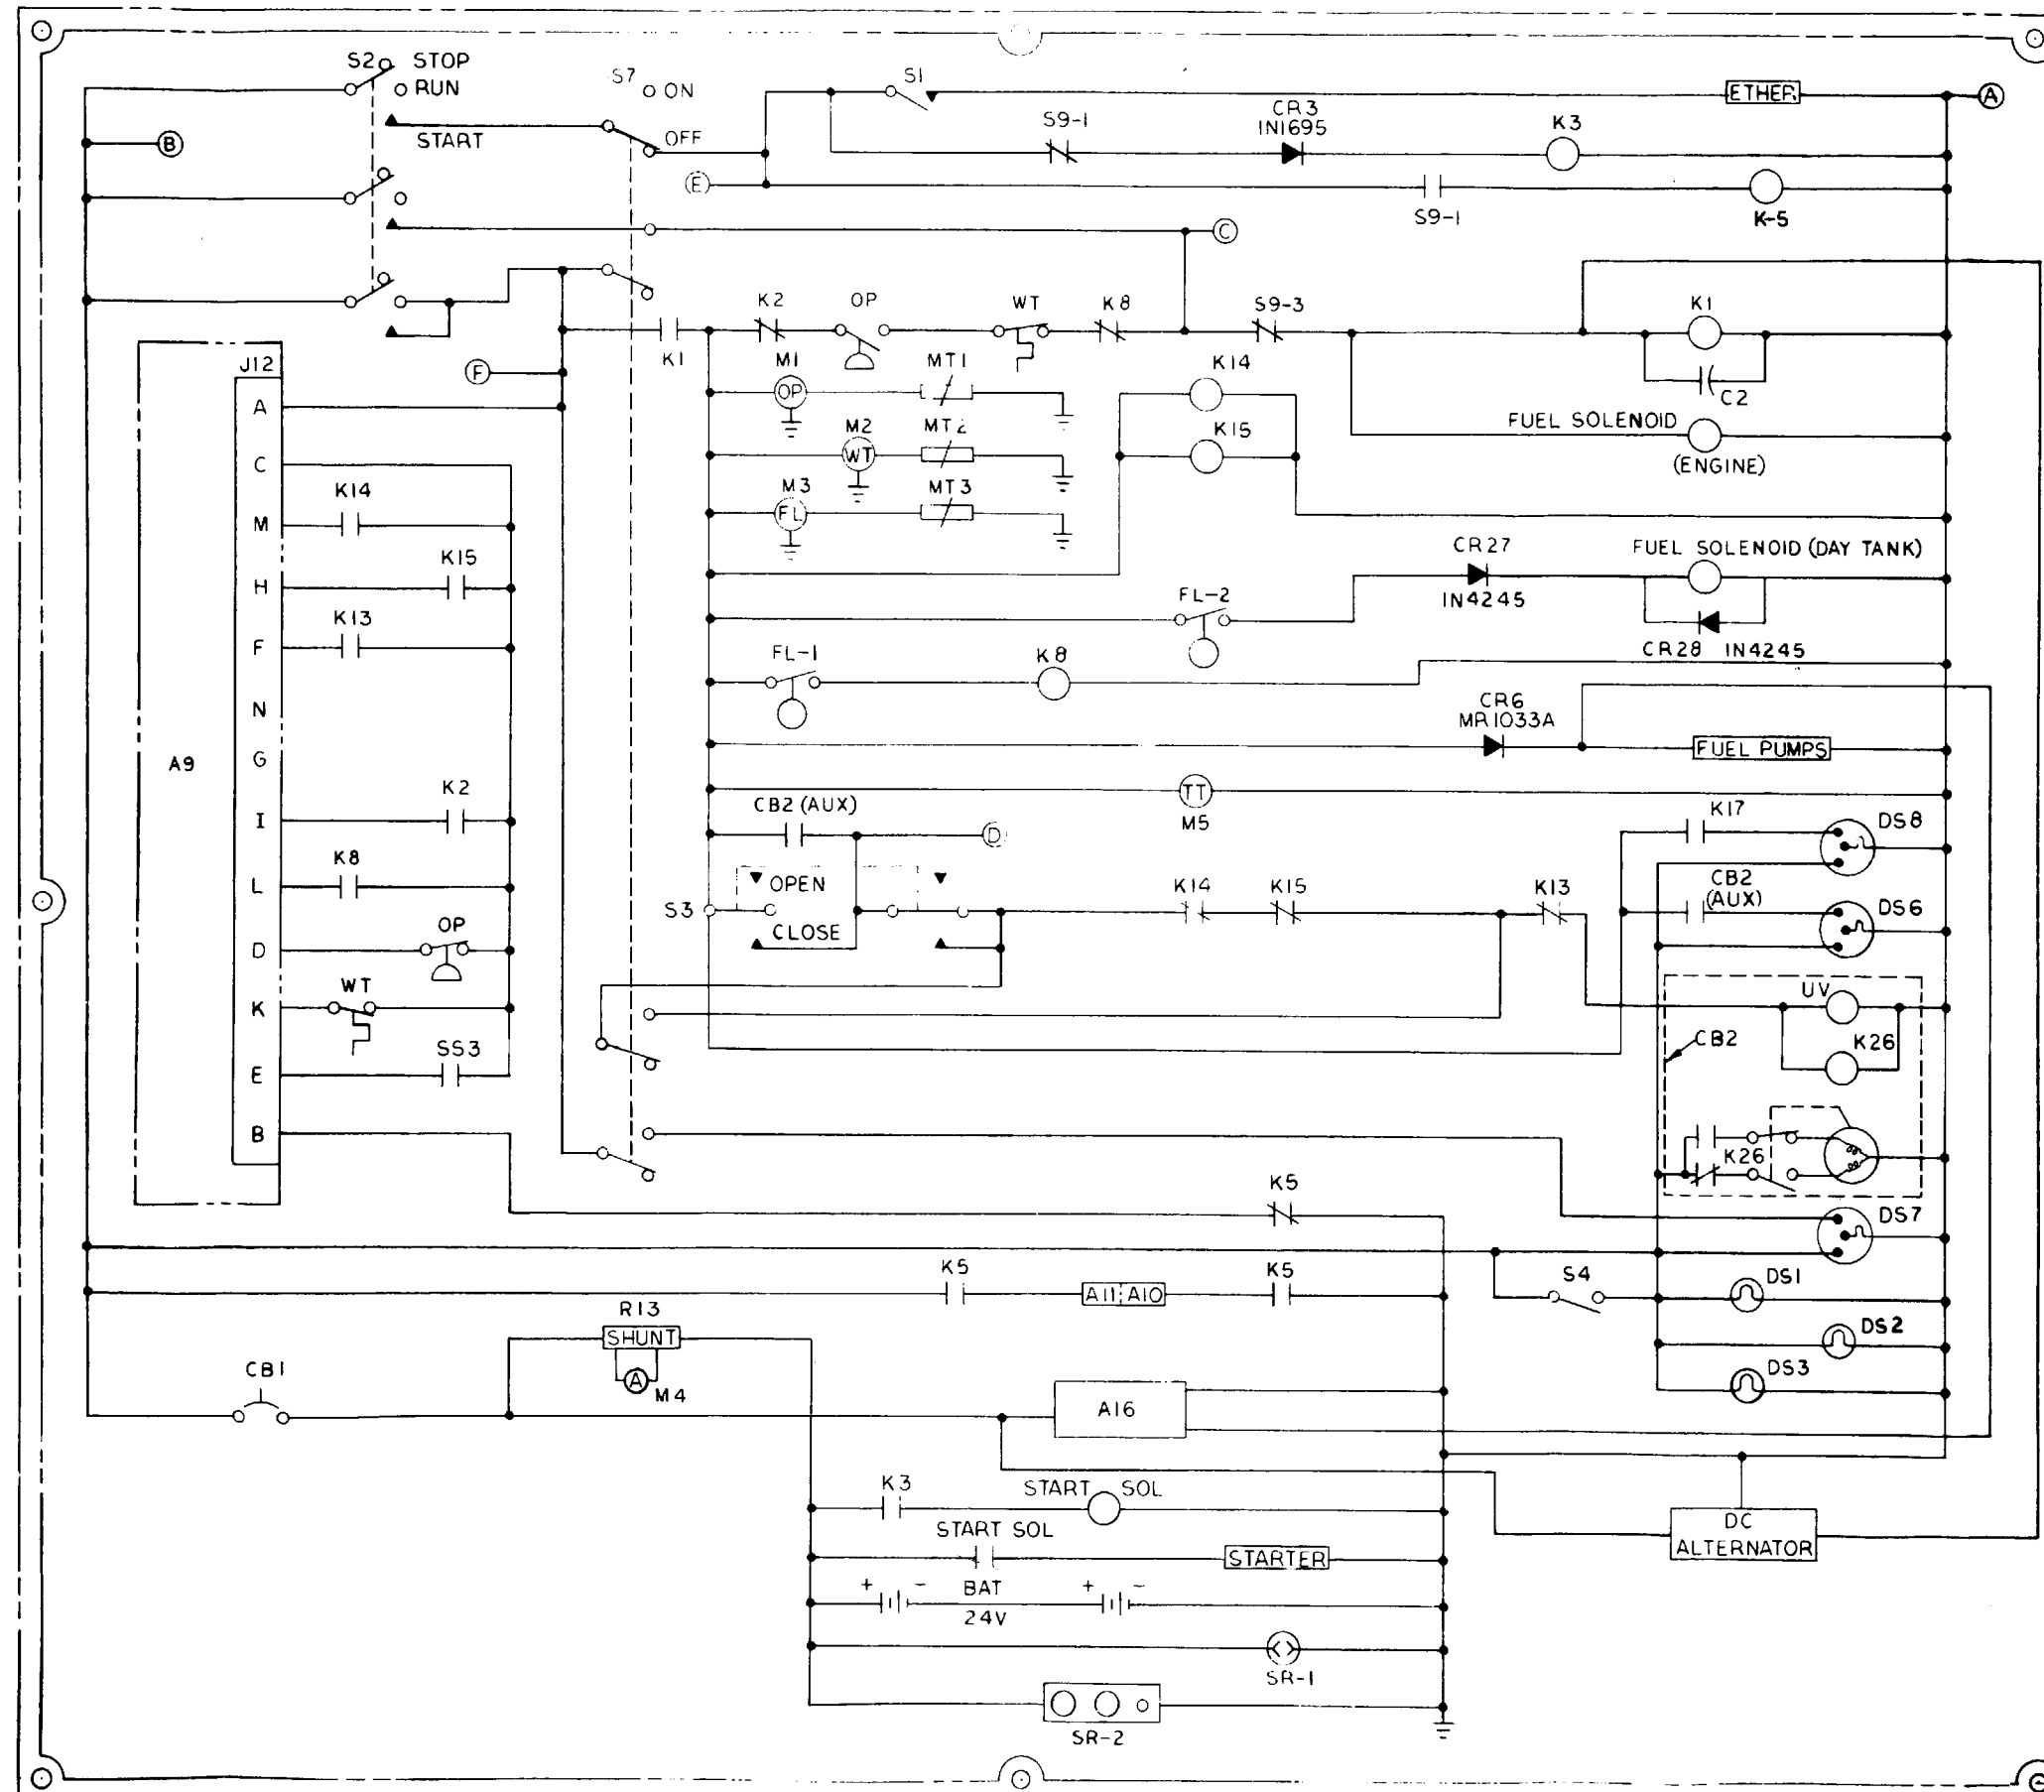 S2 STOP
RUN
START
S7 ON
OFF
S1
ETHER
A
B
S9-1
CR3
IN1695
K3
E
S9-1
K-5
C
K2
OP
WT
K8
S9-3
K1
K1
C2
F
J12
M1
OP
MT1
K14
A
M2
WT
MT2
K15
FUEL SOLENOID
(ENGINE)
C
K14
M3
FL
MT3
M
K15
CR27
IN4245
FUEL SOLENOID (DAY TANK)
H
K13
FL-2
F
FL-1
K8
CR28 IN4245
N
CR6
MR1033A
G
A9
FUEL PUMPS
K2
TT
M5
I
CB2 (AUX)
D
K17
DS8
K8
L
OPEN
S3
CLOSE
K14
K15
K13
CB2
(AUX)
DS6
OP
D
WT
K
UV
CB2
K26
SS3
E
B
K26
K5
DS7
K5
A11 A10
K5
S4
DS1
R13
SHUNT
A
M4
DS2
CB1
DS3
A16
K3
START SOL
START SOL
STARTER
DC
ALTERNATOR
+ - BAT + -
24V
SR-1
SR-2